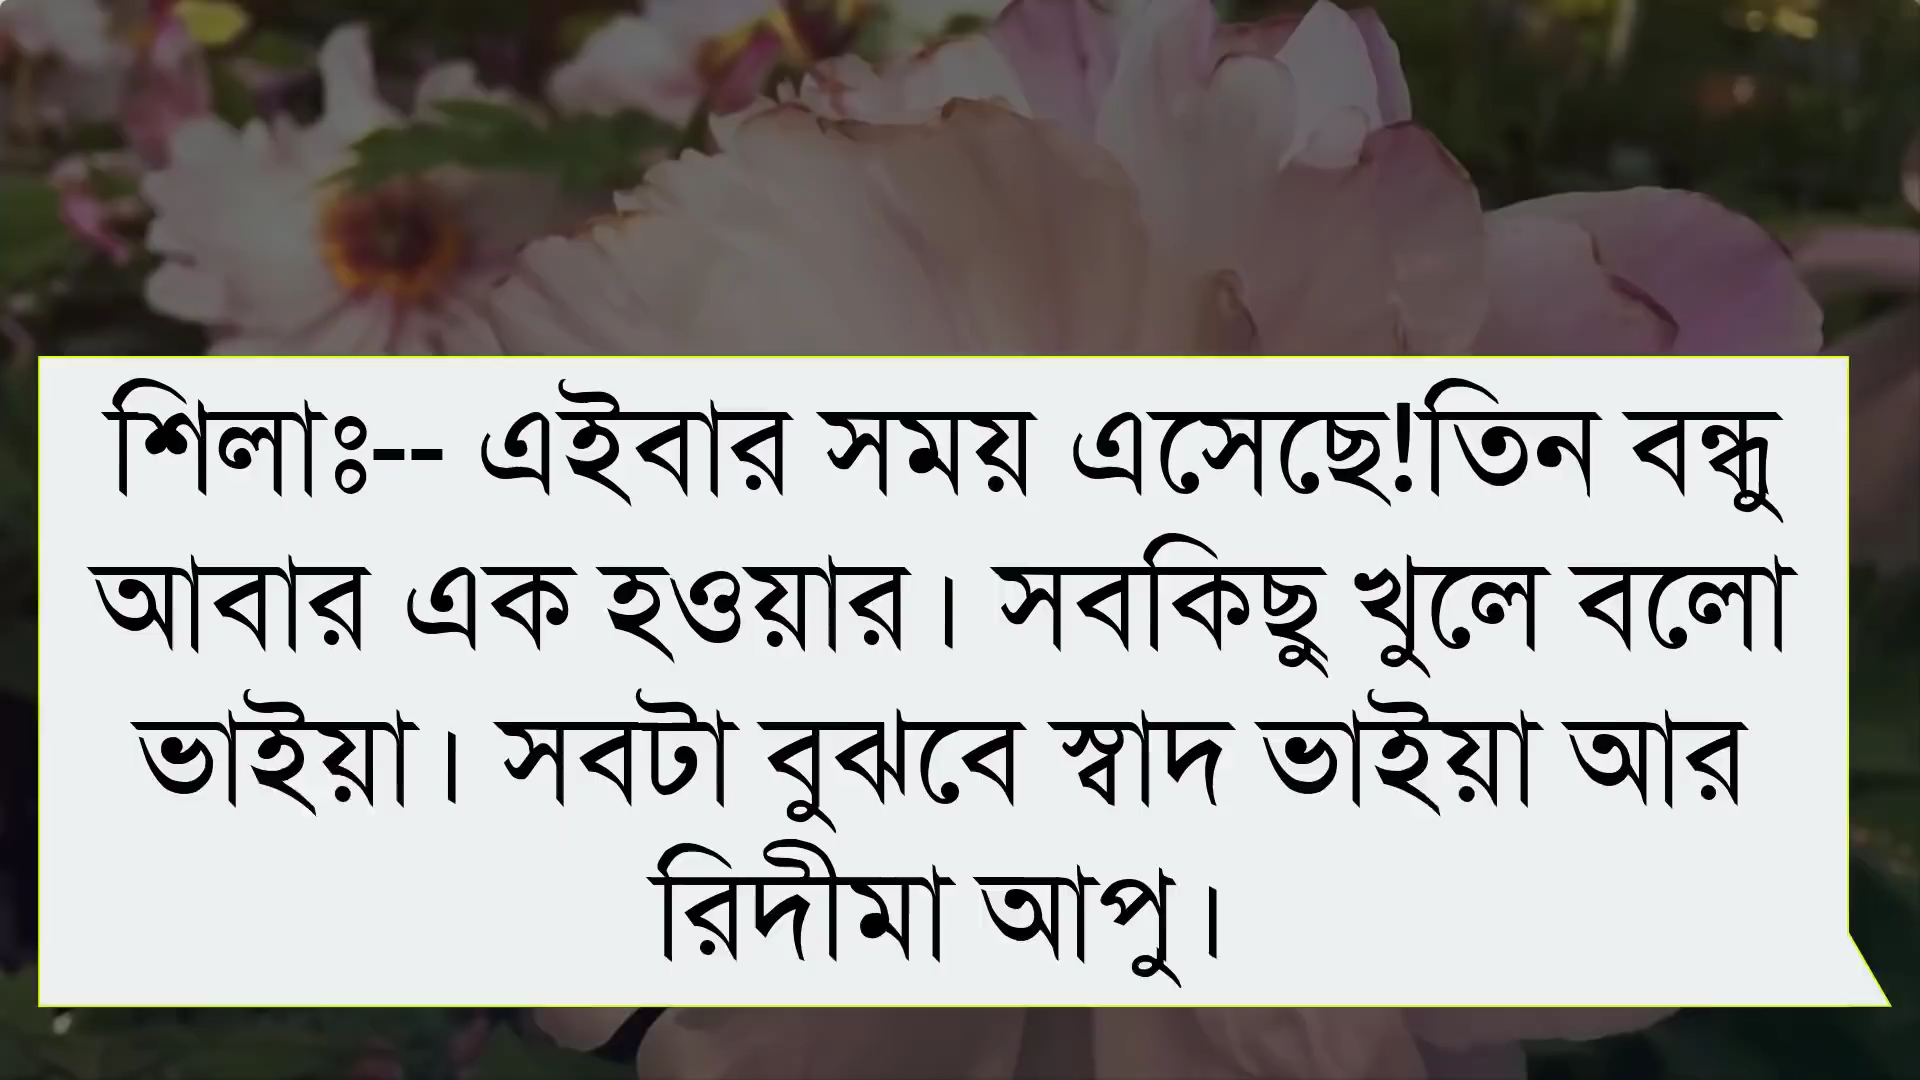 শিলাঃ-- এইবার সময় এসেছে!তিন বন্ধু
আবার এক হওয়ার। সবকিছু খুলে বলো
ভাইয়া। সবটা বুঝবে স্বাদ ভাইয়া আর
রিদীমা আপু।